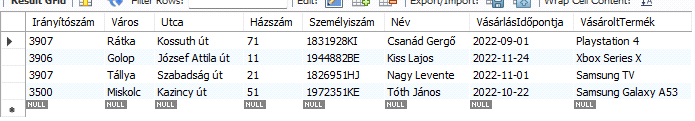 Result Grid Filter Rows: Edit: Export/Import: Wrap Cell Content:
Irányítószám Város Utca Házszám Személyiszám Név VásárlásIdőpontja VásároltTermék
3907 Rátka Kossuth út 71 1831928KI Csanád Gergő 2022-09-01 Playstation 4
3906 Golop József Attila út 11 1944882BE Kiss Lajos 2022-11-24 Xbox Series X
3907 Tállya Szabadság út 21 1826951HJ Nagy Levente 2022-11-01 Samsung TV
3500 Miskolc Kazincy út 51 1972351KE Tóth János 2022-10-22 Samsung Galaxy A53
NULL NULL NULL NULL NULL NULL NULL NULL